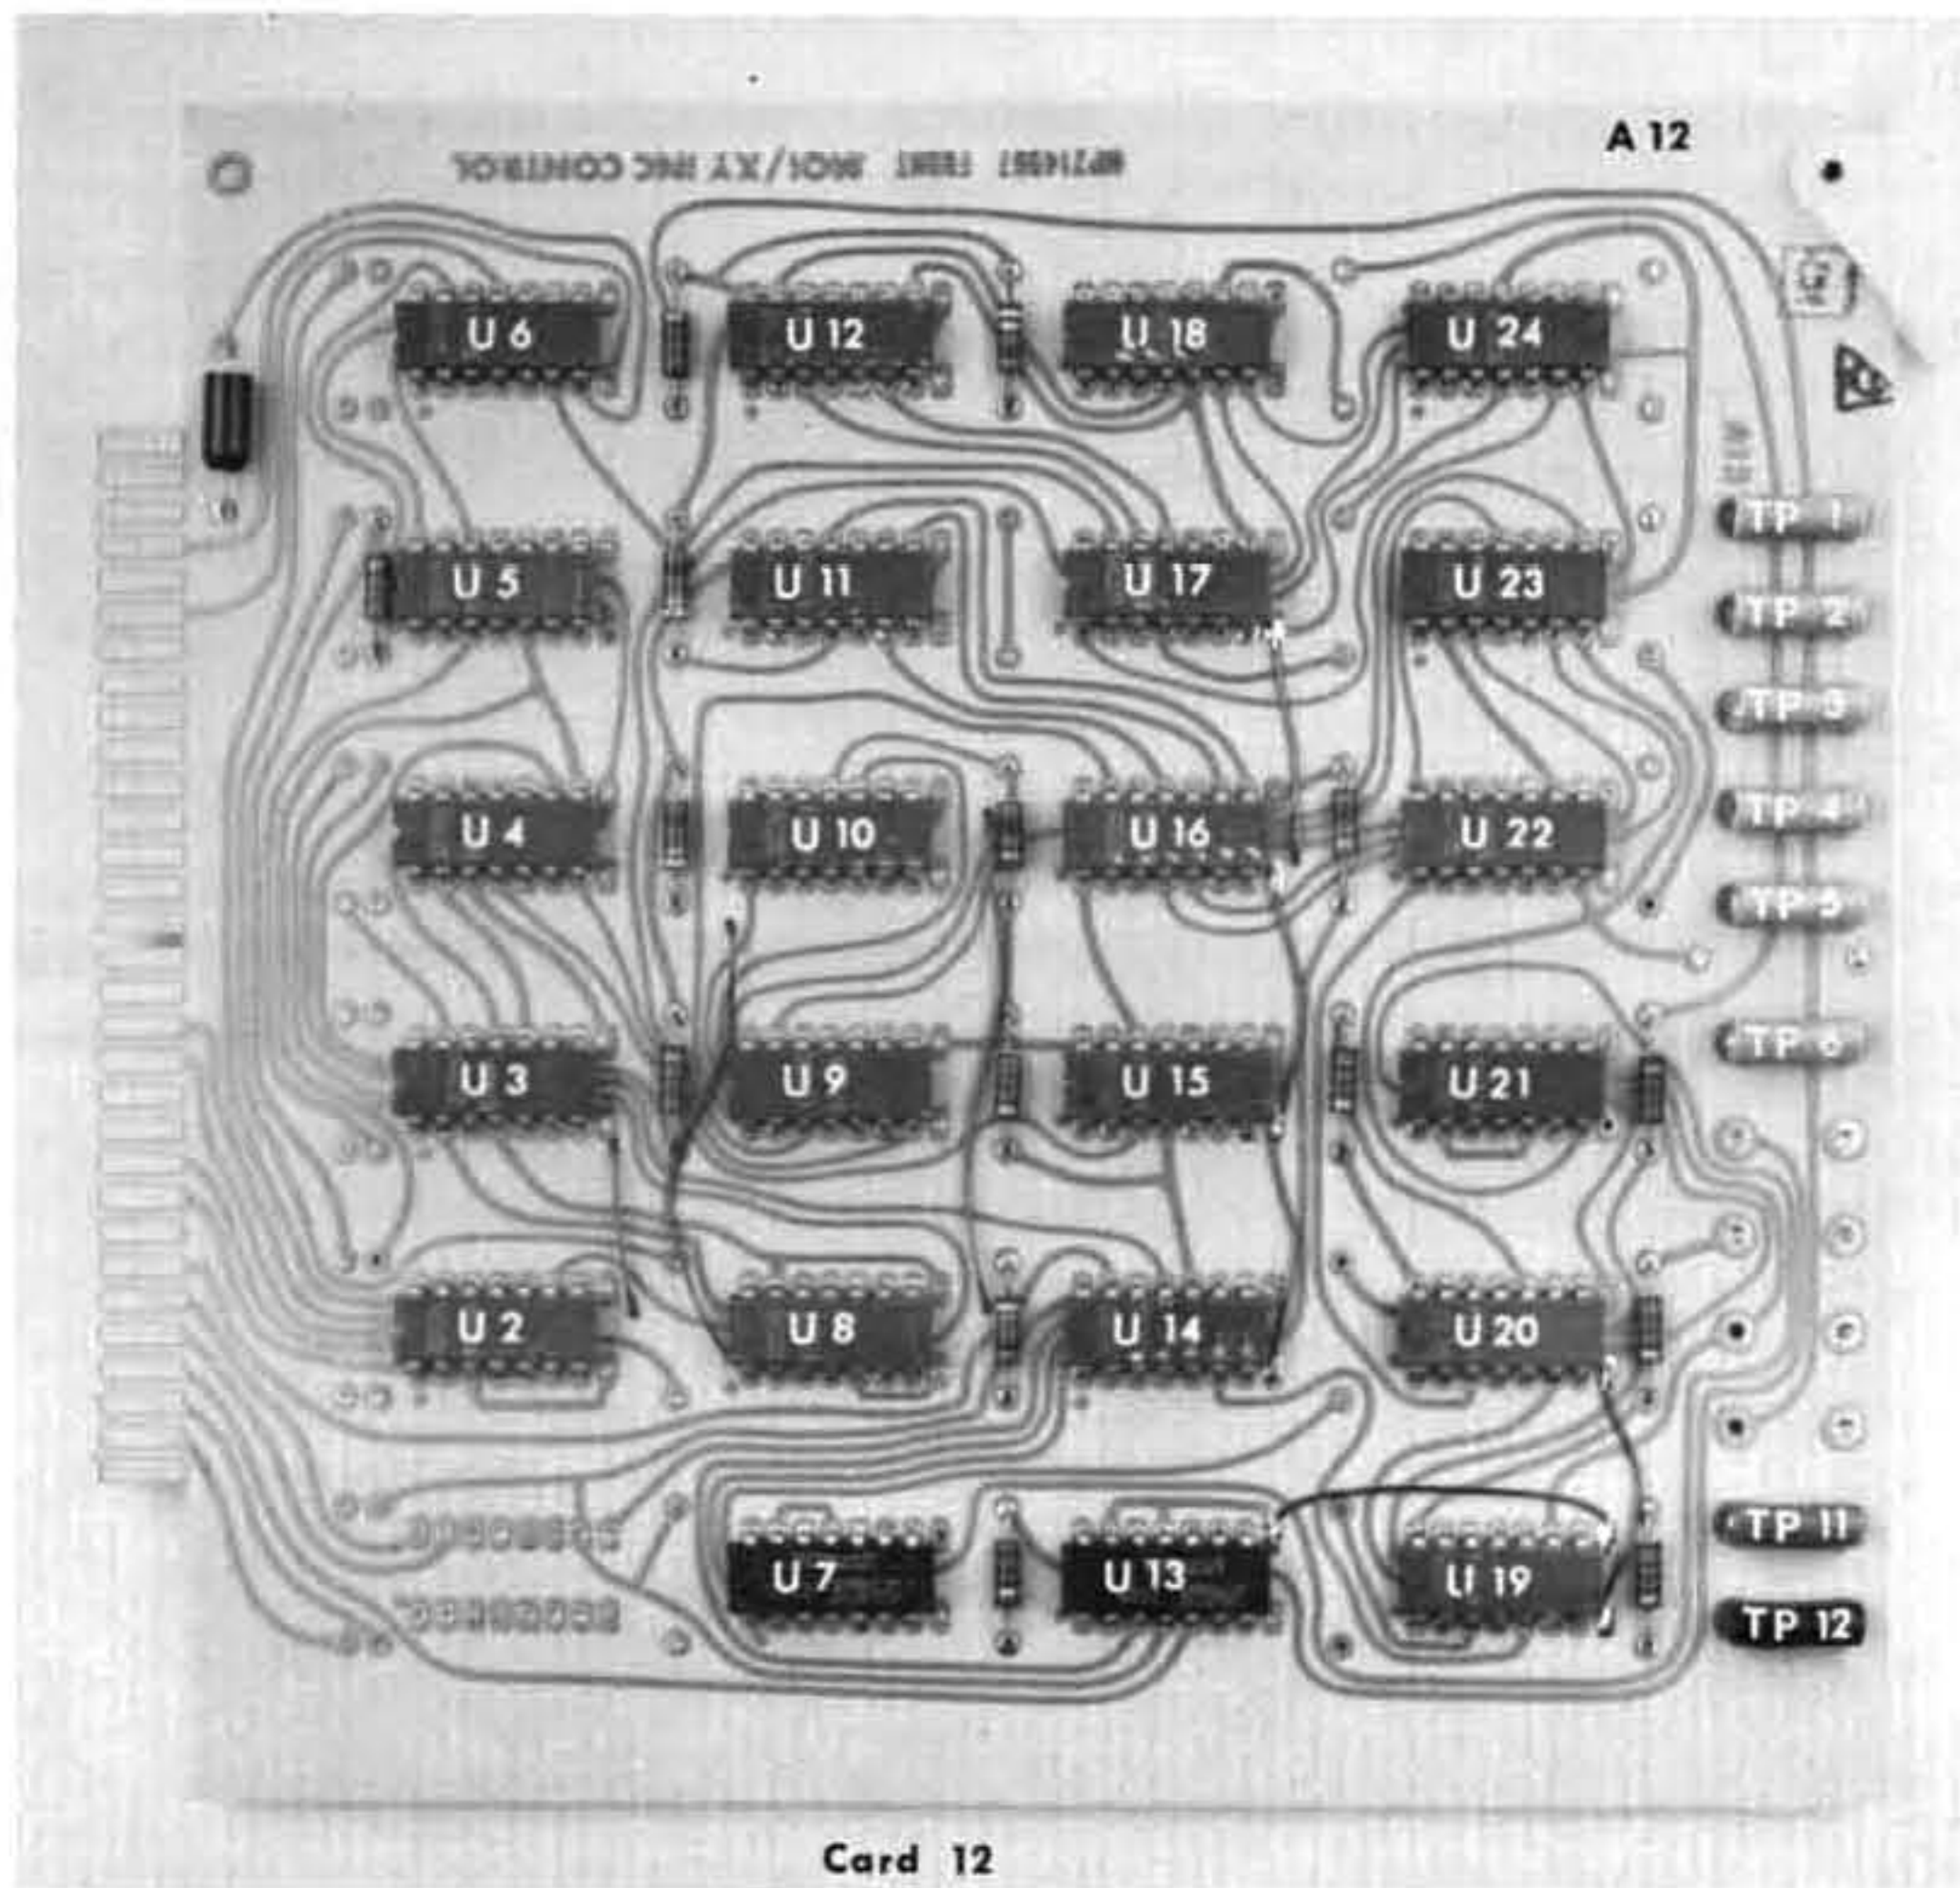 A 12
U 6 U 12 U 18 U 24
TP 1
U 5 U 11 U 17 U 23
TP 2
TP 3
U 4 U 10 U 16 U 22
TP 4
TP 5
TP 6
U 3 U 9 U 15 U 21
U 2 U 8 U 14 U 20
TP 11
U 7 U 13 U 19
TP 12
Card 12